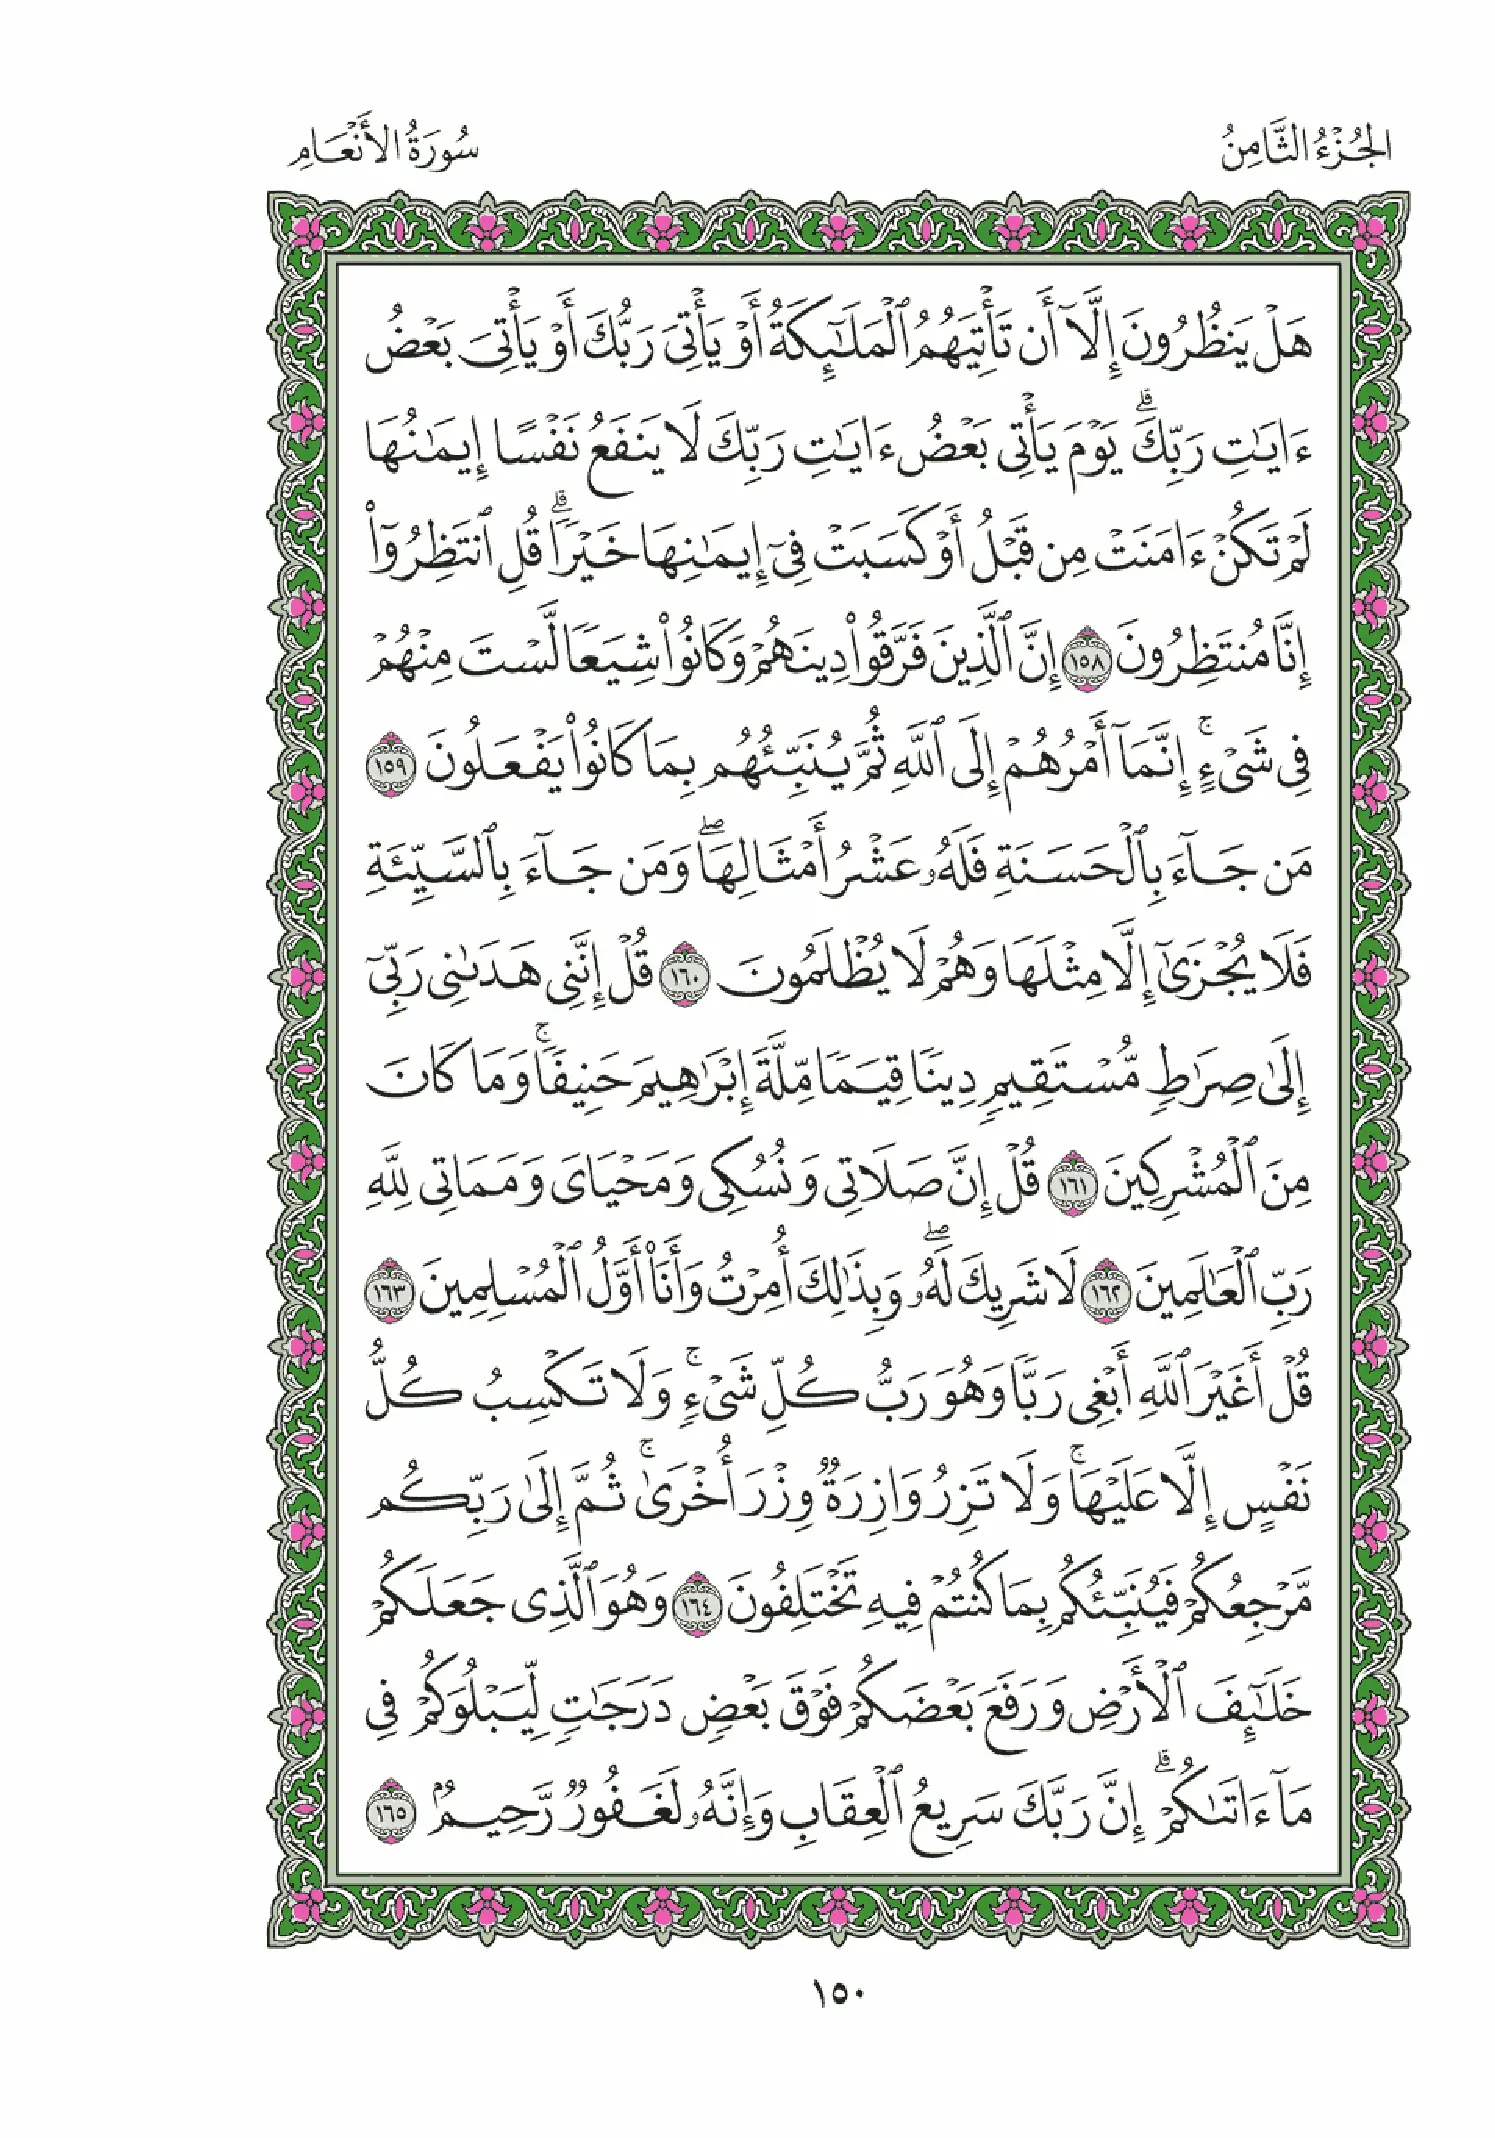 الجُزْءُ الثَّامِنُ
سُورَةُ الأَنْعَامِ
هَلْ يَنظُرُونَ إِلَّآ أَن تَأْتِيَهُمُ ٱلْمَلَـٰٓئِكَةُ أَوْ يَأْتِىَ رَبُّكَ أَوْ يَأْتِىَ بَعْضُ
ءَايَـٰتِ رَبِّكَ ۗ يَوْمَ يَأْتِى بَعْضُ ءَايَـٰتِ رَبِّكَ لَا يَنفَعُ نَفْسًا إِيمَـٰنُهَا
لَمْ تَكُنْ ءَامَنَتْ مِن قَبْلُ أَوْ كَسَبَتْ فِىٓ إِيمَـٰنِهَا خَيْرًا ۗ قُلِ ٱنتَظِرُوٓا۟
إِنَّا مُنتَظِرُونَ ١٥٨ إِنَّ ٱلَّذِينَ فَرَّقُوا۟ دِينَهُمْ وَكَانُوا۟ شِيَعًا لَّسْتَ مِنْهُمْ
فِى شَىْءٍ ۚ إِنَّمَآ أَمْرُهُمْ إِلَى ٱللَّهِ ثُمَّ يُنَبِّئُهُم بِمَا كَانُوا۟ يَفْعَلُونَ ١٥٩
مَن جَآءَ بِٱلْحَسَنَةِ فَلَهُۥ عَشْرُ أَمْثَالِهَا ۖ وَمَن جَآءَ بِٱلسَّيِّئَةِ
فَلَا يُجْزَىٰٓ إِلَّا مِثْلَهَا وَهُمْ لَا يُظْلَمُونَ ١٦٠ قُلْ إِنَّنِى هَدَىٰنِى رَبِّىٓ
إِلَىٰ صِرَٰطٍ مُّسْتَقِيمٍ دِينًا قِيَمًا مِّلَّةَ إِبْرَٰهِيمَ حَنِيفًا ۚ وَمَا كَانَ
مِنَ ٱلْمُشْرِكِينَ ١٦١ قُلْ إِنَّ صَلَاتِى وَنُسُكِى وَمَحْيَاىَ وَمَمَاتِى لِلَّهِ
رَبِّ ٱلْعَـٰلَمِينَ ١٦٢ لَا شَرِيكَ لَهُۥ ۖ وَبِذَٰلِكَ أُمِرْتُ وَأَنَا۠ أَوَّلُ ٱلْمُسْلِمِينَ ١٦٣
قُلْ أَغَيْرَ ٱللَّهِ أَبْغِى رَبًّا وَهُوَ رَبُّ كُلِّ شَىْءٍ ۚ وَلَا تَكْسِبُ كُلُّ
نَفْسٍ إِلَّا عَلَيْهَا ۚ وَلَا تَزِرُ وَازِرَةٌ وِزْرَ أُخْرَىٰ ۚ ثُمَّ إِلَىٰ رَبِّكُم
مَّرْجِعُكُمْ فَيُنَبِّئُكُم بِمَا كُنتُمْ فِيهِ تَخْتَلِفُونَ ١٦٤ وَهُوَ ٱلَّذِى جَعَلَكُمْ
خَلَـٰٓئِفَ ٱلْأَرْضِ وَرَفَعَ بَعْضَكُمْ فَوْقَ بَعْضٍ دَرَجَـٰتٍ لِّيَبْلُوَكُمْ فِى
مَآ ءَاتَىٰكُمْ ۗ إِنَّ رَبَّكَ سَرِيعُ ٱلْعِقَابِ وَإِنَّهُۥ لَغَفُورٌ رَّحِيمٌۢ ١٦٥
١٥٠